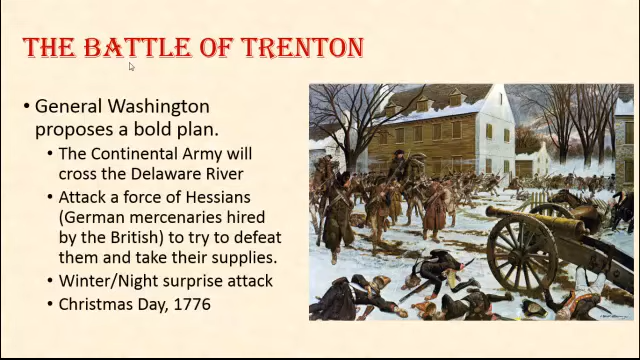 THE BATTLE OF TRENTON
• General Washington
proposes a bold plan.
• The Continental Army will
cross the Delaware River
• Attack a force of Hessians
(German mercenaries hired
by the British) to try to defeat
them and take their supplies.
• Winter/Night surprise attack
• Christmas Day, 1776